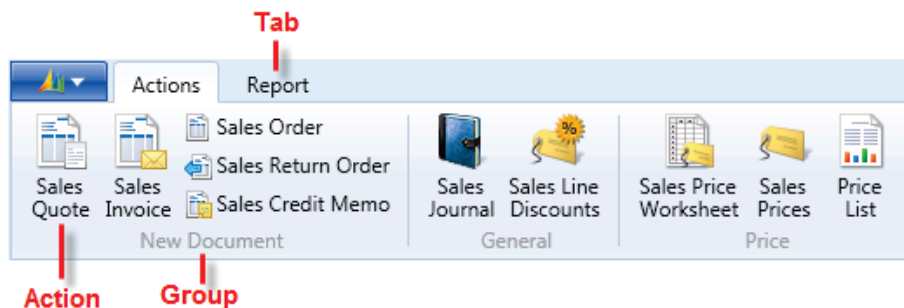 Tab
Actions Report
Sales Order
Sales Return Order
Sales Credit Memo
Sales Quote
Sales Invoice
Sales Journal
Sales Line Discounts
Sales Price Worksheet
Sales Prices
Price List
%
New Document General Price
Action Group